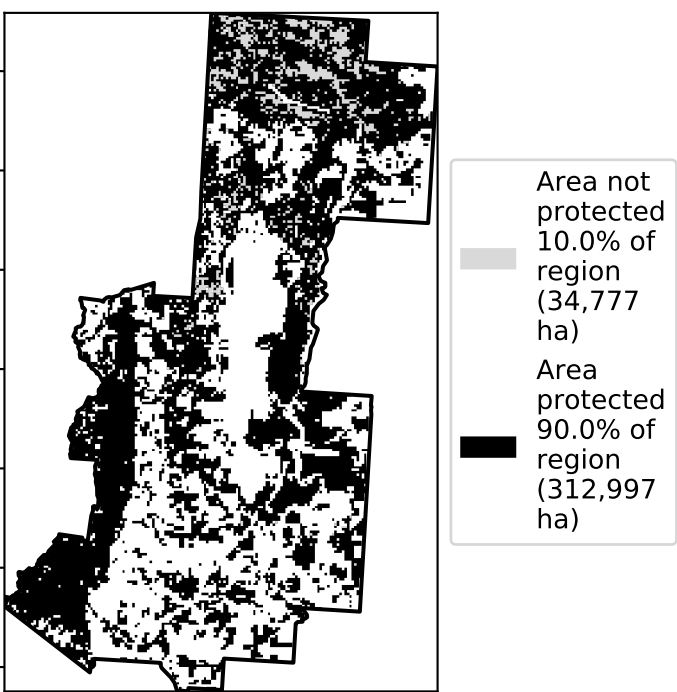 Area not
protected
10.0% of
region
(34,777
ha)
Area
protected
90.0% of
region
(312,997
ha)